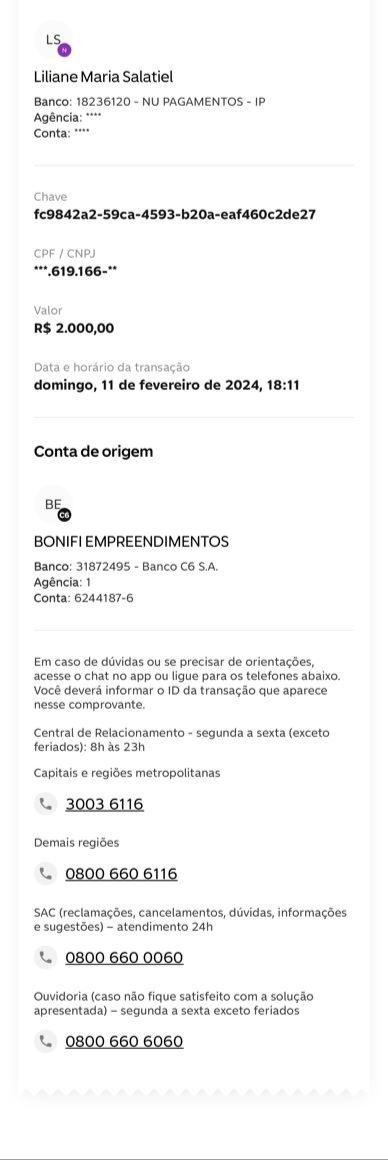 LS
N
Liliane Maria Salatiel
Banco: 18236120 - NU PAGAMENTOS - IP
Agência: ****
Conta: ****
Chave
fc9842a2-59ca-4593-b20a-eaf460c2de27
CPF / CNPJ
***.619.166-**
Valor
R$ 2.000,00
Data e horário da transação
domingo, 11 de fevereiro de 2024, 18:11
Conta de origem
BE
C6
BONIFI EMPREENDIMENTOS
Banco: 31872495 - Banco C6 S.A.
Agência: 1
Conta: 6244187-6
Em caso de dúvidas ou se precisar de orientações,
acesse o chat no app ou ligue para os telefones abaixo.
Você deverá informar o ID da transação que aparece
nesse comprovante.
Central de Relacionamento - segunda a sexta (exceto
feriados): 8h às 23h
Capitais e regiões metropolitanas
3003 6116
Demais regiões
0800 660 6116
SAC (reclamações, cancelamentos, dúvidas, informações
e sugestões) – atendimento 24h
0800 660 0060
Ouvidoria (caso não fique satisfeito com a solução
apresentada) – segunda a sexta exceto feriados
0800 660 6060